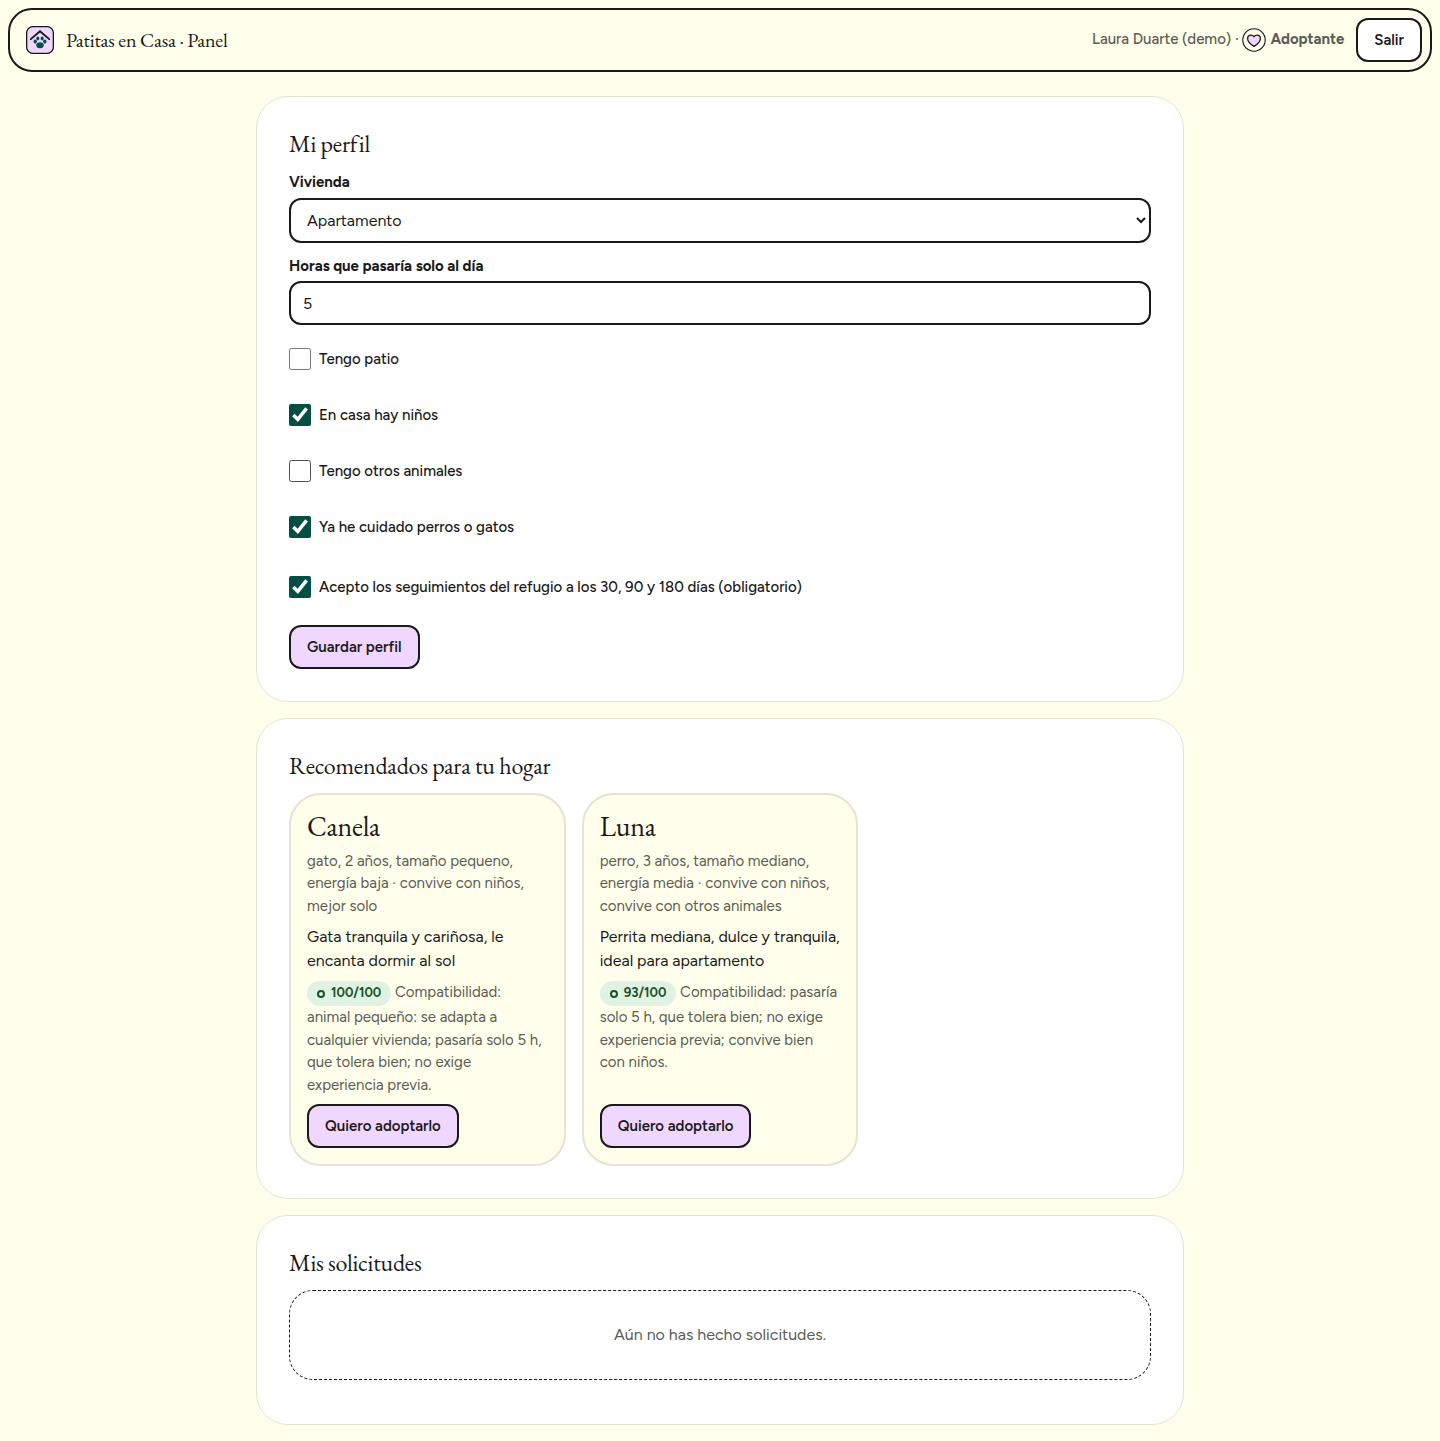 Patitas en Casa · Panel
Laura Duarte (demo) · Adoptante
Salir
Mi perfil
Vivienda
Apartamento
Horas que pasaría solo al día
5
Tengo patio
En casa hay niños
Tengo otros animales
Ya he cuidado perros o gatos
Acepto los seguimientos del refugio a los 30, 90 y 180 días (obligatorio)
Guardar perfil
Recomendados para tu hogar
Canela
gato, 2 años, tamaño pequeno,
energía baja · convive con niños,
mejor solo
Gata tranquila y cariñosa, le
encanta dormir al sol
100/100 Compatibilidad:
animal pequeño: se adapta a
cualquier vivienda; pasaría solo 5 h,
que tolera bien; no exige
experiencia previa.
Quiero adoptarlo
Luna
perro, 3 años, tamaño mediano,
energía media · convive con niños,
convive con otros animales
Perrita mediana, dulce y tranquila,
ideal para apartamento
93/100 Compatibilidad: pasaría
solo 5 h, que tolera bien; no exige
experiencia previa; convive bien
con niños.
Quiero adoptarlo
Mis solicitudes
Aún no has hecho solicitudes.